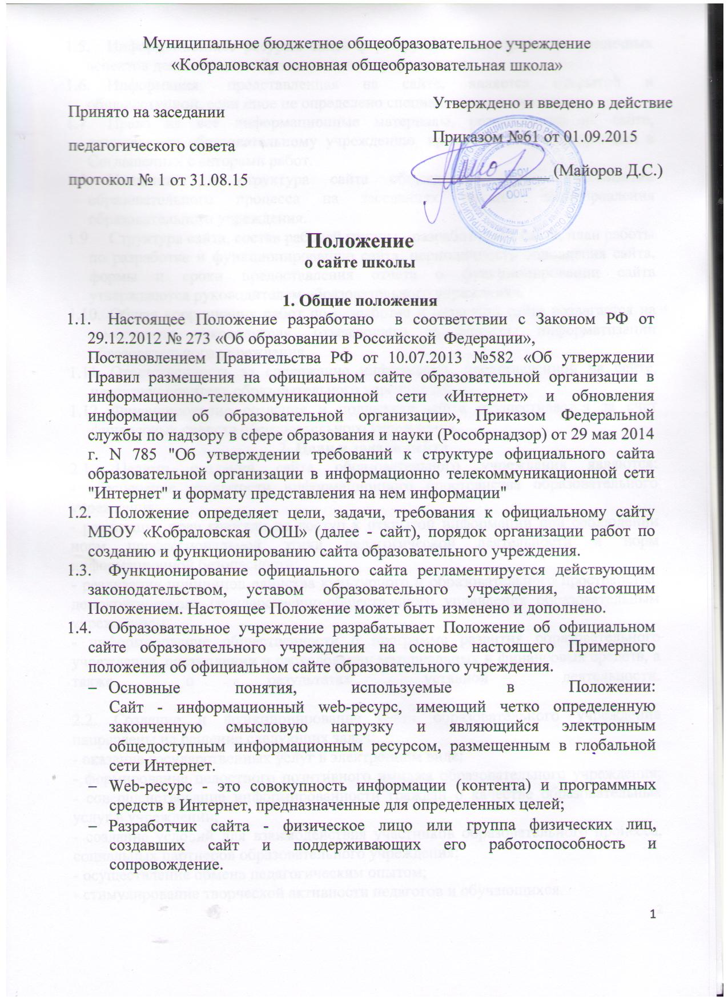 Муниципальное бюджетное общеобразовательное учреждение
«Кобраловская основная общеобразовательная школа»
Принято на заседании
педагогического совета
протокол № 1 от 31.08.15
Утверждено и введено в действие
Приказом №61 от 01.09.2015
(Майоров Д.С.)
МБОУ
"КОБРАЛОВСКАЯ
ООШ"
Положение
о сайте школы
1. Общие положения
1.1. Настоящее Положение разработано в соответствии с Законом РФ от
29.12.2012 № 273 «Об образовании в Российской Федерации»,
Постановлением Правительства РФ от 10.07.2013 №582 «Об утверждении
Правил размещения на официальном сайте образовательной организации в
информационно-телекоммуникационной сети «Интернет» и обновления
информации об образовательной организации», Приказом Федеральной
службы по надзору в сфере образования и науки (Рособрнадзор) от 29 мая 2014
г. N 785 "Об утверждении требований к структуре официального сайта
образовательной организации в информационно телекоммуникационной сети
"Интернет" и формату представления на нем информации"
1.2. Положение определяет цели, задачи, требования к официальному сайту
МБОУ «Кобраловская ООШ» (далее - сайт), порядок организации работ по
созданию и функционированию сайта образовательного учреждения.
1.3. Функционирование официального сайта регламентируется действующим
законодательством, уставом образовательного учреждения, настоящим
Положением. Настоящее Положение может быть изменено и дополнено.
1.4. Образовательное учреждение разрабатывает Положение об официальном
сайте образовательного учреждения на основе настоящего Примерного
положения об официальном сайте образовательного учреждения.
– Основные понятия, используемые в Положении:
Сайт - информационный web-ресурс, имеющий четко определенную
законченную смысловую нагрузку и являющийся электронным
общедоступным информационным ресурсом, размещенным в глобальной
сети Интернет.
– Web-ресурс - это совокупность информации (контента) и программных
средств в Интернет, предназначенные для определенных целей;
– Разработчик сайта - физическое лицо или группа физических лиц,
создавших сайт и поддерживающих его работоспособность и
сопровождение.
1